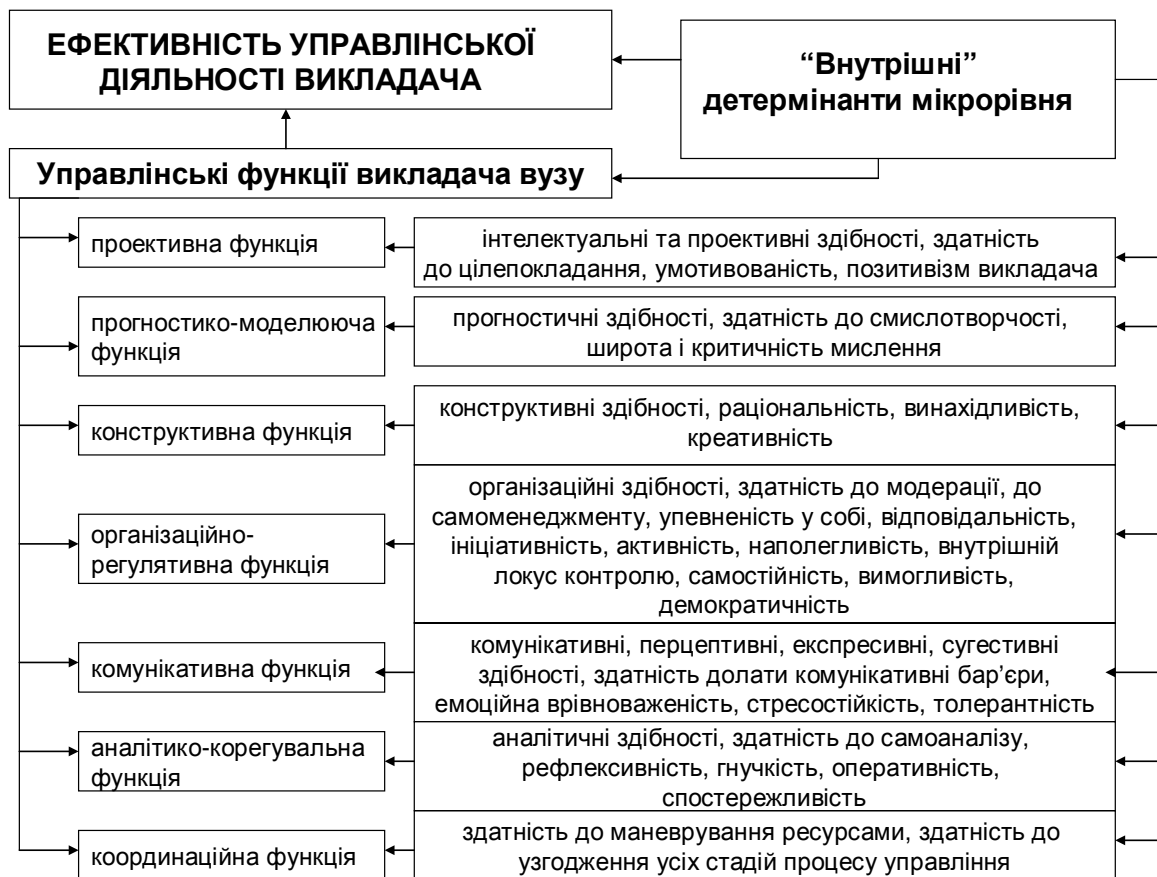 ЕФЕКТИВНІСТЬ УПРАВЛІНСЬКОЇ
ДІЯЛЬНОСТІ ВИКЛАДАЧА
“Внутрішні”
детермінанти мікрорівня
Управлінські функції викладача вузу
проективна функція
інтелектуальні та проективні здібності, здатність
до цілепокладання, умотивованість, позитивізм викладача
прогностико-моделююча
функція
прогностичні здібності, здатність до смислотворчості,
широта і критичність мислення
конструктивна функція
конструктивні здібності, раціональність, винахідливість,
креативність
організаційно-
регулятивна функція
організаційні здібності, здатність до модерації, до
самоменеджменту, упевненість у собі, відповідальність,
ініціативність, активність, наполегливість, внутрішній
локус контролю, самостійність, вимогливість,
демократичність
комунікативна функція
комунікативні, перцептивні, експресивні, сугестивні
здібності, здатність долати комунікативні бар’єри,
емоційна врівноваженість, стресостійкість, толерантність
аналітико-корегувальна
функція
аналітичні здібності, здатність до самоаналізу,
рефлексивність, гнучкість, оперативність,
спостережливість
координаційна функція
здатність до маневрування ресурсами, здатність до
узгодження усіх стадій процесу управління